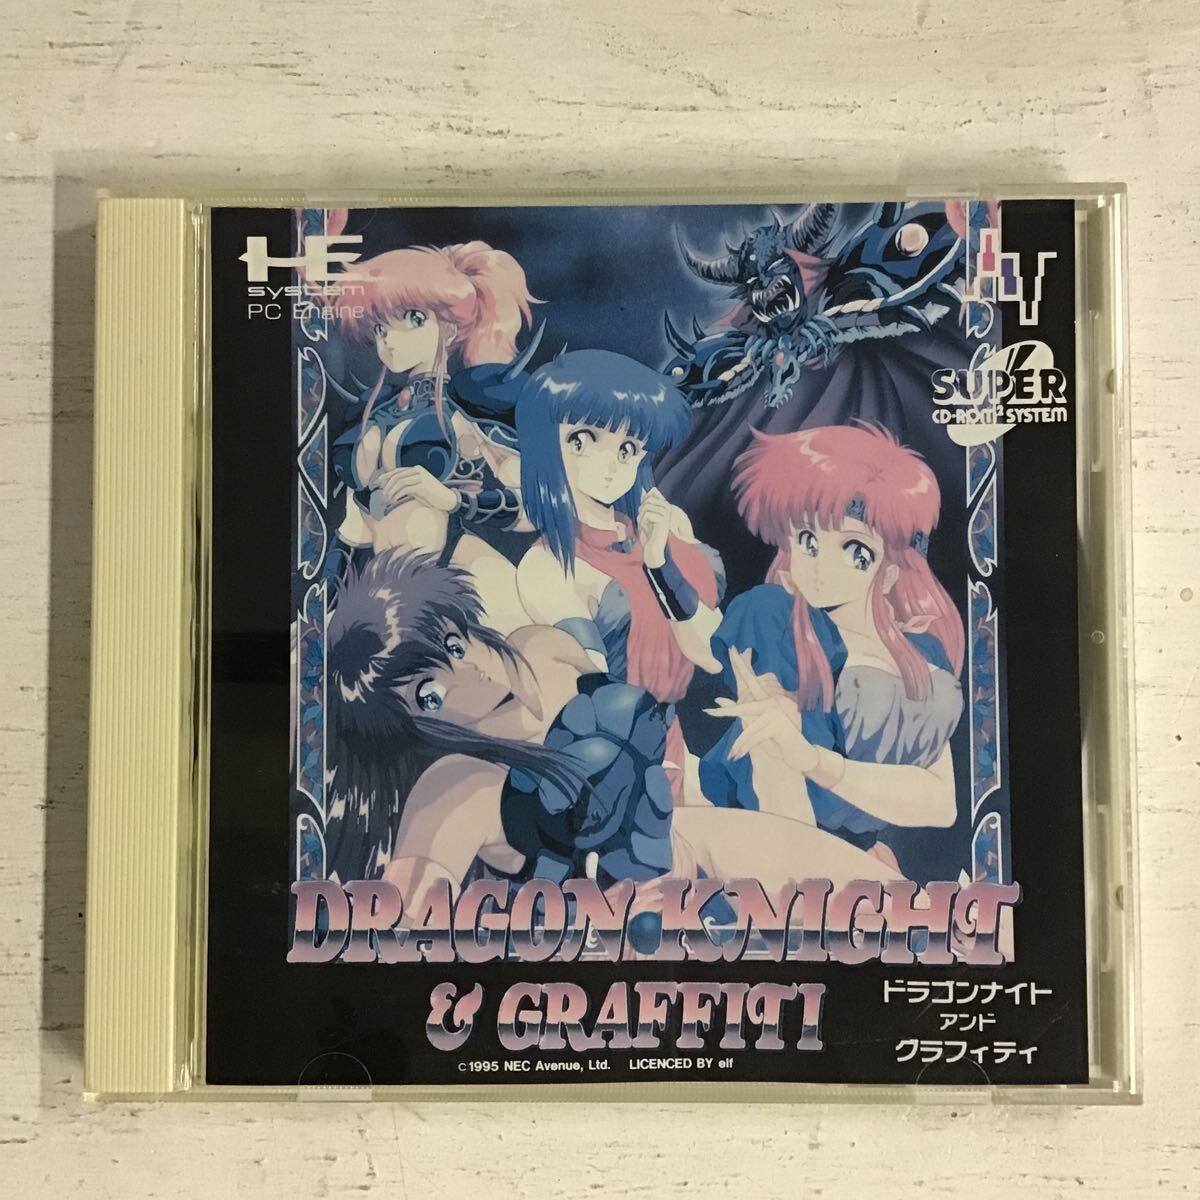 HE
system
PC Engine
SUPER
CD-ROM² SYSTEM
DRAGON KNIGHT
& GRAFFITI
ドラゴンナイト
アンド
グラフィティ
©1995 NEC Avenue, Ltd. LICENCED BY elf